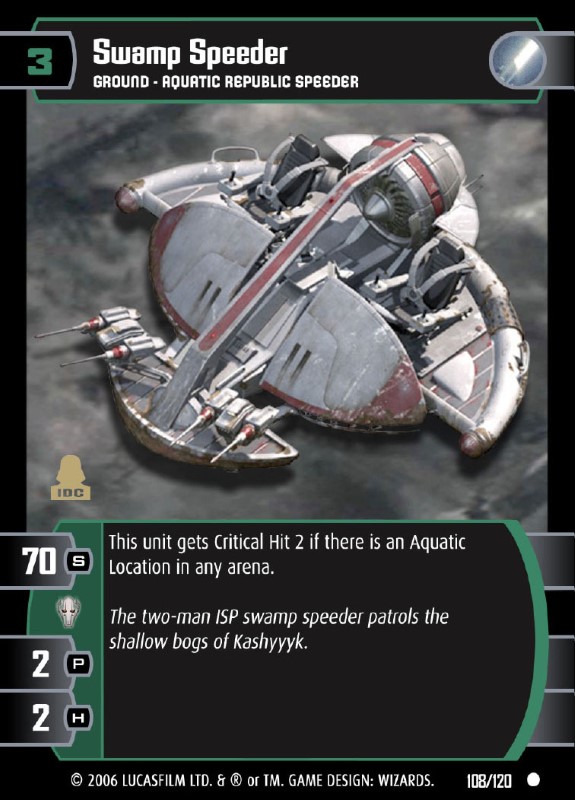 3
Swamp Speeder
GROUND - AQUATIC REPUBLIC SPEEDER
IDC
70 S
This unit gets Critical Hit 2 if there is an Aquatic
Location in any arena.
The two-man ISP swamp speeder patrols the
shallow bogs of Kashyyyk.
2 P
2 H
© 2006 LUCASFILM LTD. & ® or TM. GAME DESIGN: WIZARDS. 108/120